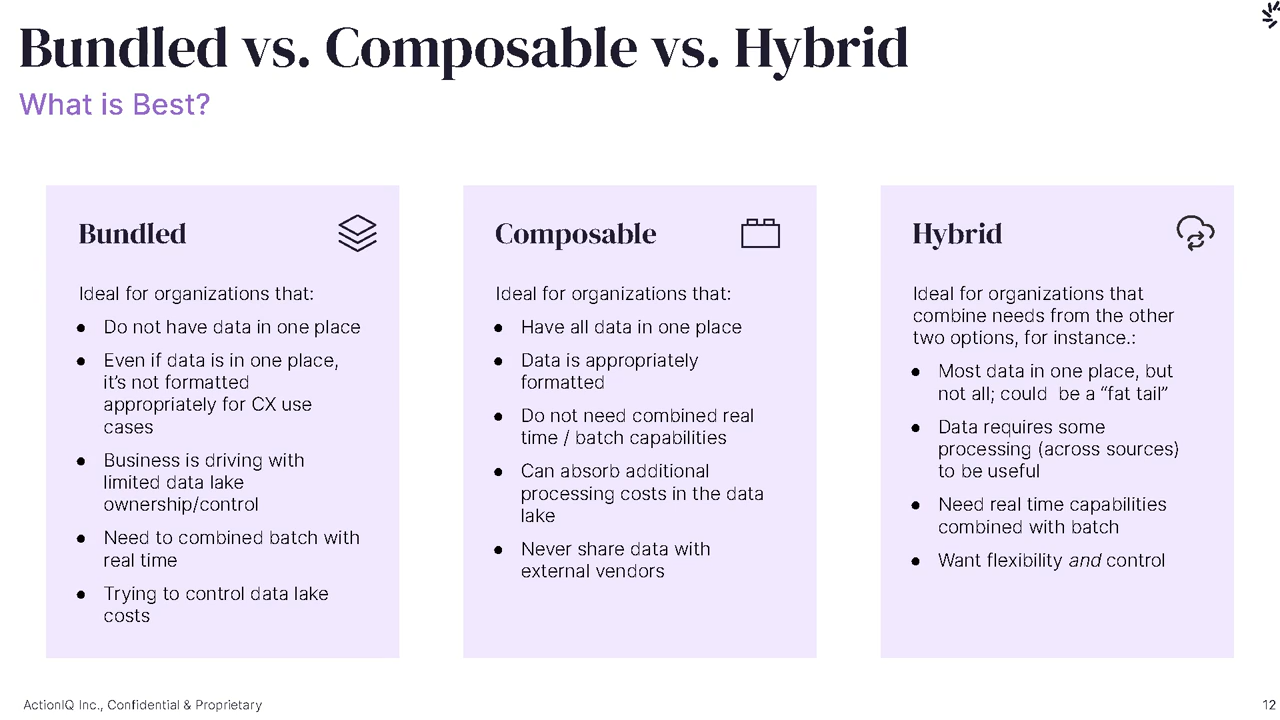 Bundled vs. Composable vs. Hybrid
What is Best?
Bundled
Ideal for organizations that:
● Do not have data in one place
● Even if data is in one place,
it's not formatted
appropriately for CX use
cases
● Business is driving with
limited data lake
ownership/control
● Need to combined batch with
real time
● Trying to control data lake
costs
Composable
Ideal for organizations that:
● Have all data in one place
● Data is appropriately
formatted
● Do not need combined real
time / batch capabilities
● Can absorb additional
processing costs in the data
lake
● Never share data with
external vendors
Hybrid
Ideal for organizations that
combine needs from the other
two options, for instance.:
● Most data in one place, but
not all; could  be a “fat tail”
● Data requires some
processing (across sources)
to be useful
● Need real time capabilities
combined with batch
● Want flexibility and control
ActionIQ Inc., Confidential & Proprietary
12